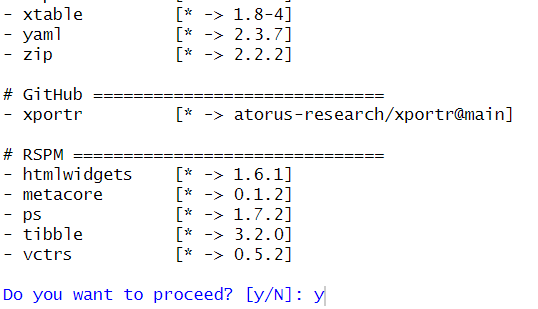 - xtable         [* -> 1.8-4]
- yaml           [* -> 2.3.7]
- zip            [* -> 2.2.2]
# GitHub =============================
- xportr         [* -> atorus-research/xportr@main]
# RSPM ===============================
- htmlwidgets    [* -> 1.6.1]
- metacore       [* -> 0.1.2]
- ps             [* -> 1.7.2]
- tibble         [* -> 3.2.0]
- vctrs          [* -> 0.5.2]
Do you want to proceed? [y/N]: y